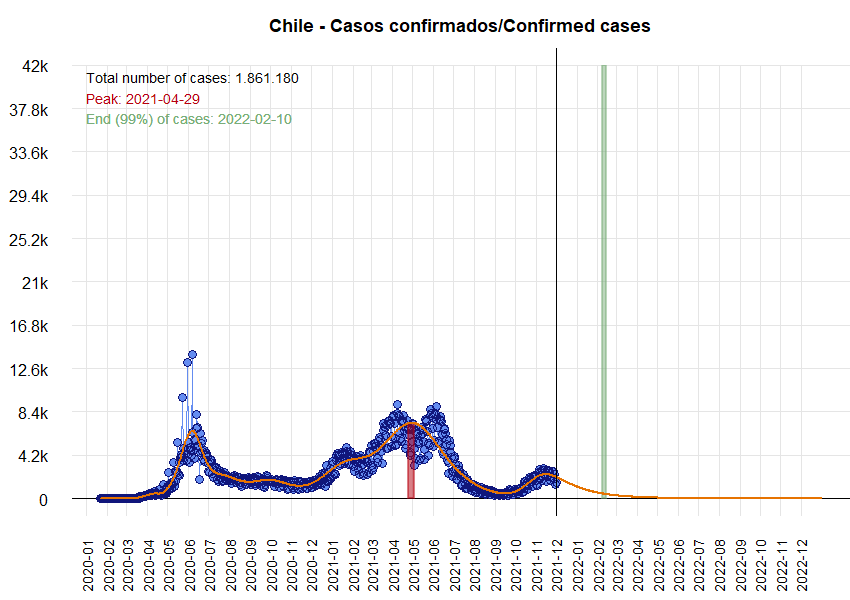 Chile - Casos confirmados/Confirmed cases
42k
37.8k
33.6k
29.4k
25.2k
21k
16.8k
12.6k
8.4k
4.2k
0
Total number of cases: 1.861.180
Peak: 2021-04-29
End (99%) of cases: 2022-02-10
2020-01
2020-02
2020-03
2020-04
2020-05
2020-06
2020-07
2020-08
2020-09
2020-10
2020-11
2020-12
2021-01
2021-02
2021-03
2021-04
2021-05
2021-06
2021-07
2021-08
2021-09
2021-10
2021-11
2021-12
2022-01
2022-02
2022-03
2022-04
2022-05
2022-06
2022-07
2022-08
2022-09
2022-10
2022-11
2022-12